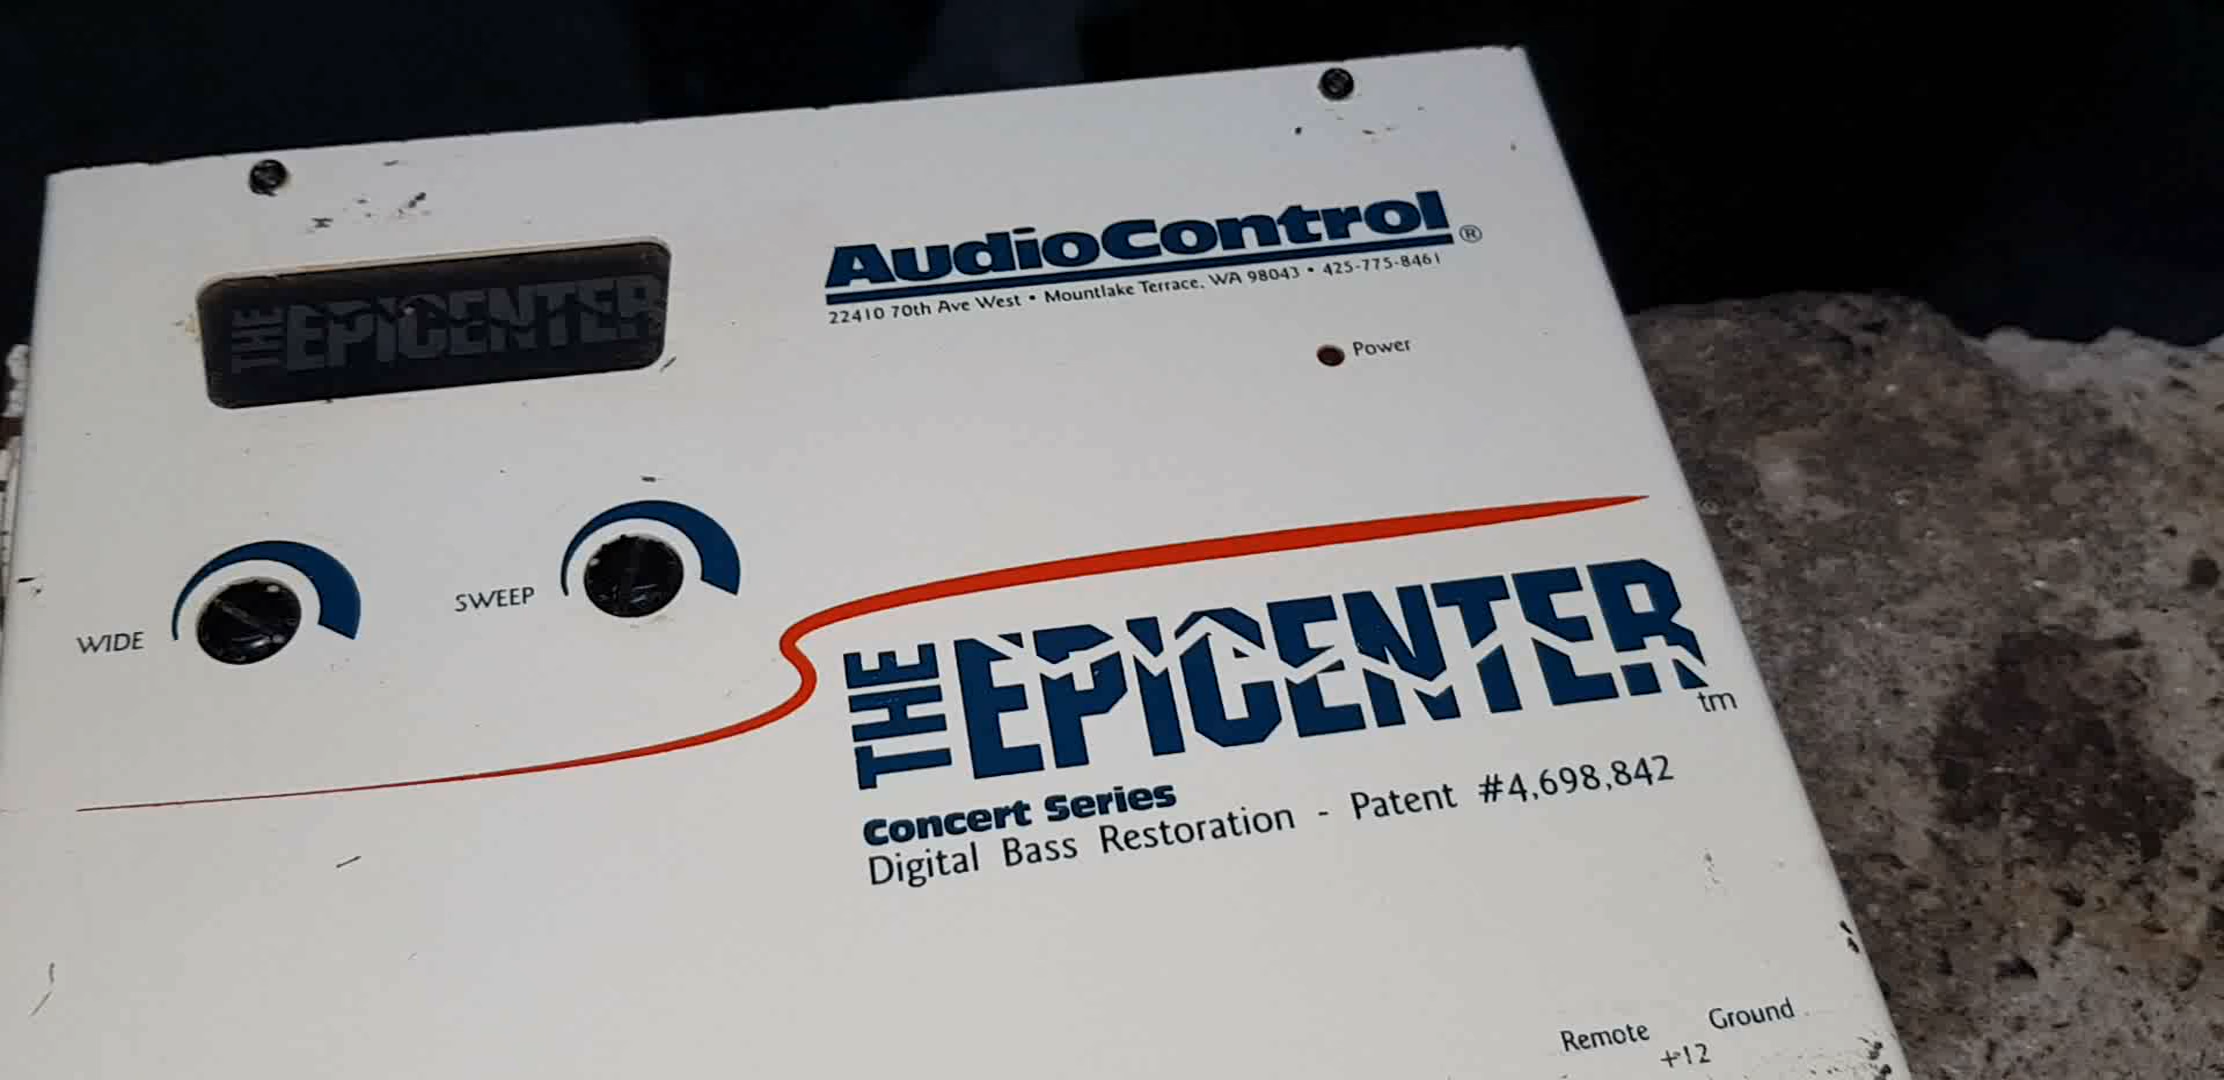 AudioControl®
22410 70th Ave West • Mountlake Terrace, WA 98043 • 425-775-8461
THE EPICENTER
Power
WIDE
SWEEP
THE EPICENTER tm
Concert Series
Digital Bass Restoration - Patent #4,698,842
Remote
+12
Ground